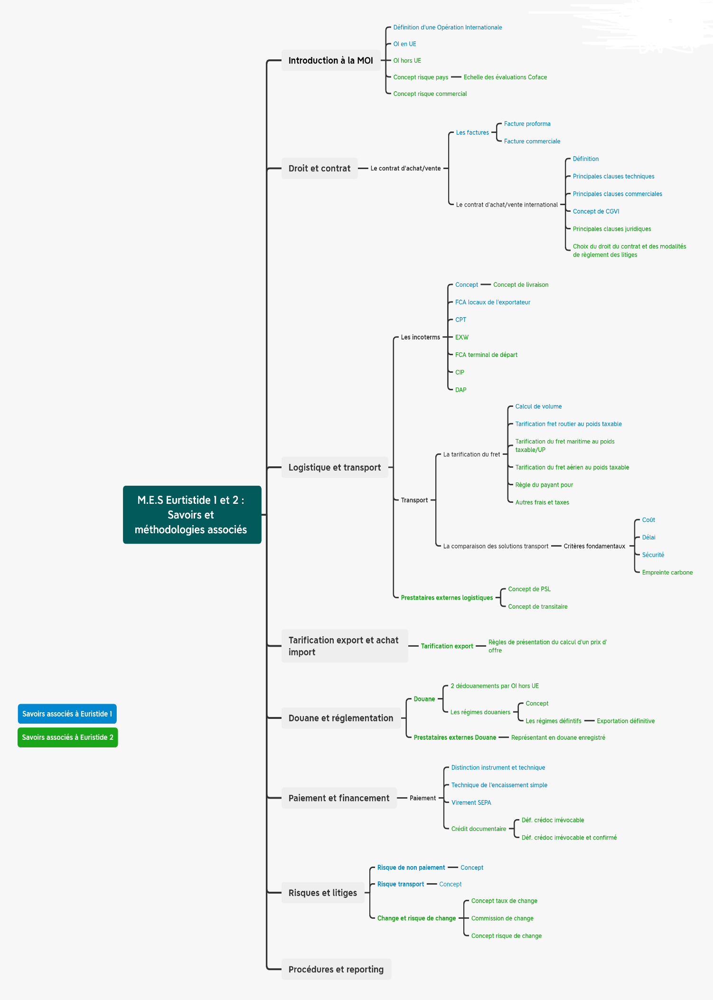 Définition d'une Opération Internationale
OI en UE
Introduction à la MOI
OI hors UE
Concept risque pays
Echelle des évaluations Coface
Concept risque commercial
Facture proforma
Les factures
Facture commerciale
Définition
Droit et contrat
Le contrat d'achat/vente
Principales clauses techniques
Principales clauses commerciales
Le contrat d'achat/vente international
Concept de CGVI
Principales clauses juridiques
Choix du droit du contrat et des modalités
de règlement des litiges
Concept
Concept de livraison
FCA locaux de l'exportateur
CPT
Les incoterms
EXW
FCA terminal de départ
CIP
DAP
Calcul de volume
Tarification fret routier au poids taxable
Tarification du fret maritime au poids
taxable/UP
La tarification du fret
Logistique et transport
Tarification du fret aérien au poids taxable
Règle du payant pour
Transport
Autres frais et taxes
M.E.S Eurtistide 1 et 2 :
Savoirs et
méthodologies associés
Coût
Délai
La comparaison des solutions transport
Critères fondamentaux
Sécurité
Empreinte carbone
Concept de PSL
Prestataires externes logistiques
Concept de transitaire
Tarification export et achat
import
Tarification export
Règles de présentation du calcul d'un prix d'
offre
2 dédouanements par OI hors UE
Douane
Concept
Les régimes douaniers
Savoirs associés à Euristide 1
Douane et réglementation
Les régimes défintifs
Exportation définitive
Savoirs associés à Euristide 2
Prestataires externes Douane
Représentant en douane enregistré
Distinction instrument et technique
Technique de l'encaissement simple
Paiement et financement
Paiement
Virement SEPA
Déf. crédoc irrévocable
Crédit documentaire
Déf. crédoc irrévocable et confirmé
Risque de non paiement
Concept
Risque transport
Concept
Risques et litiges
Concept taux de change
Change et risque de change
Commission de change
Concept risque de change
Procédures et reporting